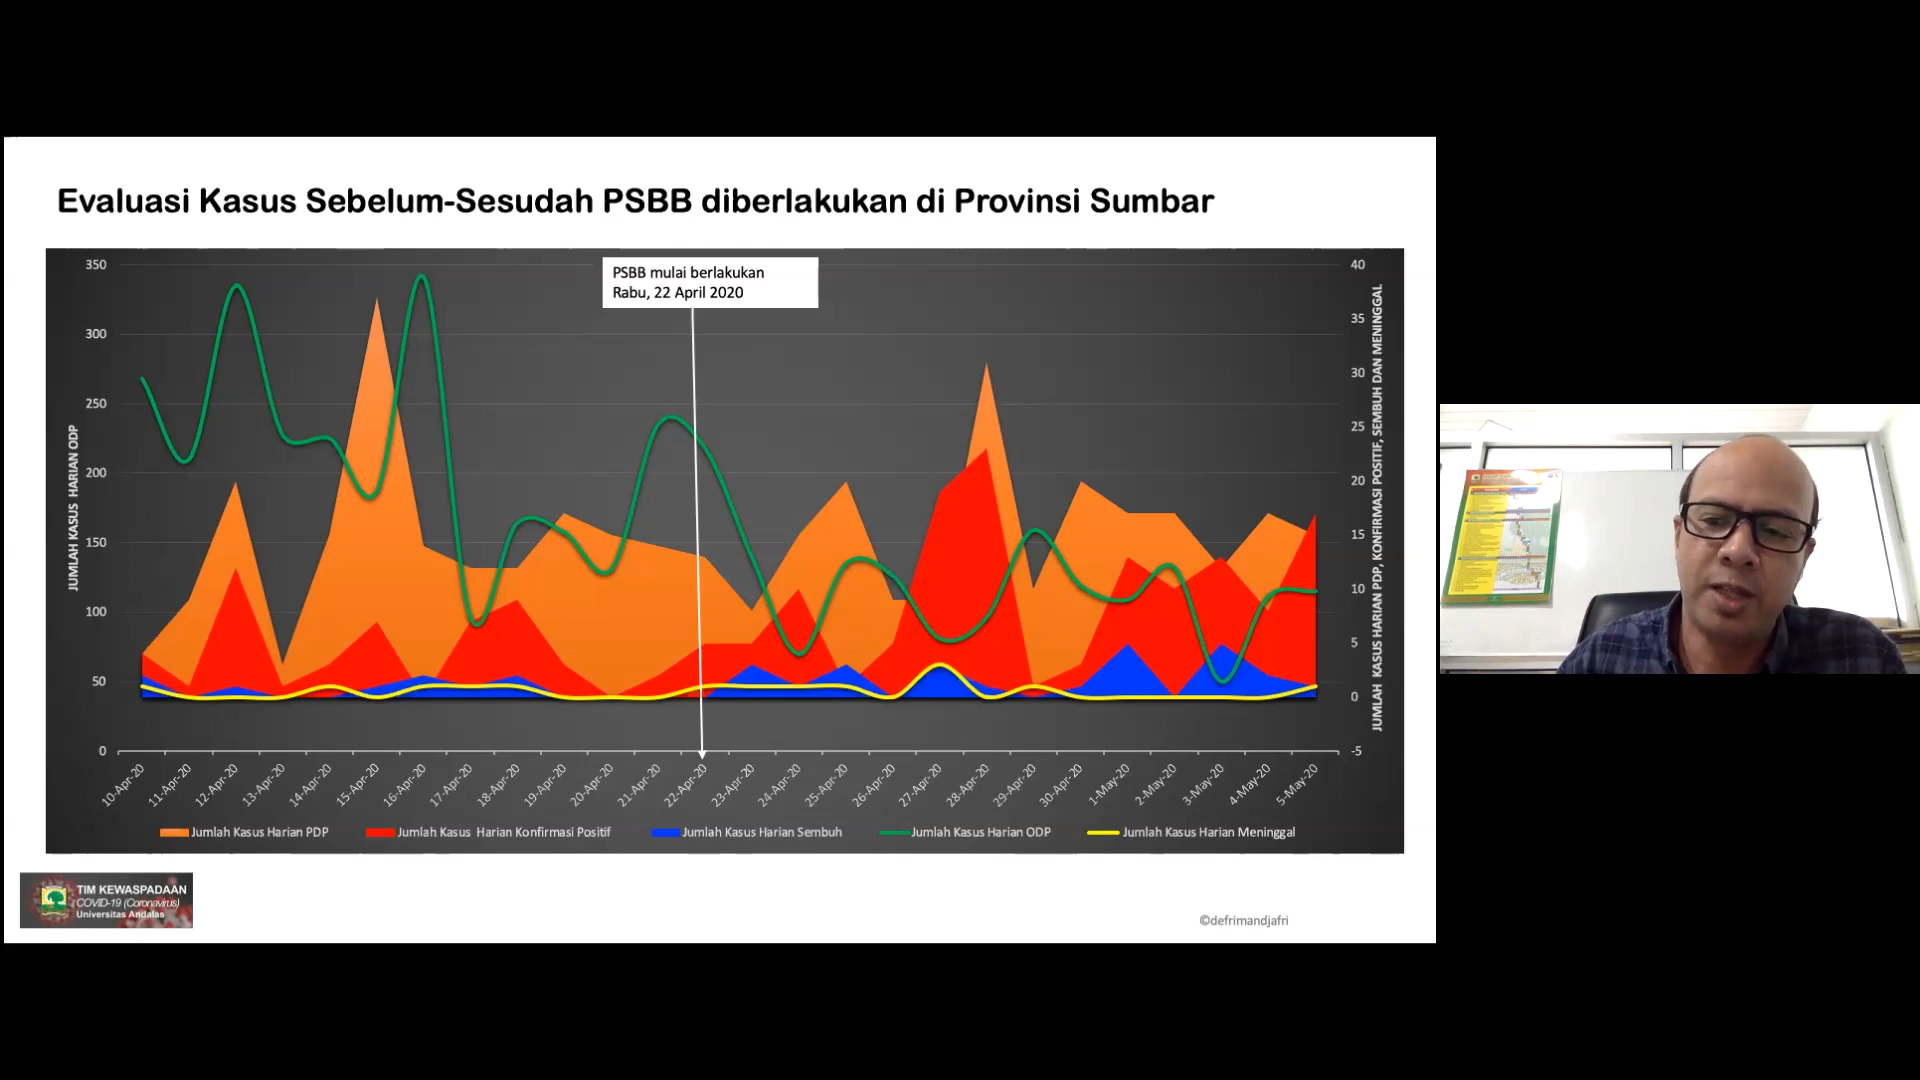 Evaluasi Kasus Sebelum-Sesudah PSBB diberlakukan di Provinsi Sumbar
PSBB mulai berlakukan
Rabu, 22 April 2020
JUMLAH KASUS HARIAN ODP
350
300
250
200
150
100
50
0
40
35
30
25
20
15
10
5
0
-5
JUMLAH KASUS HARIAN PDP, KONFIRMASI POSITIF, SEMBUH DAN MENINGGAL
10-Apr-20
11-Apr-20
12-Apr-20
13-Apr-20
14-Apr-20
15-Apr-20
16-Apr-20
17-Apr-20
18-Apr-20
19-Apr-20
20-Apr-20
21-Apr-20
22-Apr-20
23-Apr-20
24-Apr-20
25-Apr-20
26-Apr-20
27-Apr-20
28-Apr-20
29-Apr-20
30-Apr-20
1-May-20
2-May-20
3-May-20
4-May-20
5-May-20
Jumlah Kasus Harian PDP
Jumlah Kasus Harian Konfirmasi Positif
Jumlah Kasus Harian Sembuh
Jumlah Kasus Harian ODP
Jumlah Kasus Harian Meninggal
TIM KEWASPADAAN
COVID-19 (Coronavirus)
Universitas Andalas
©defrimandjafri